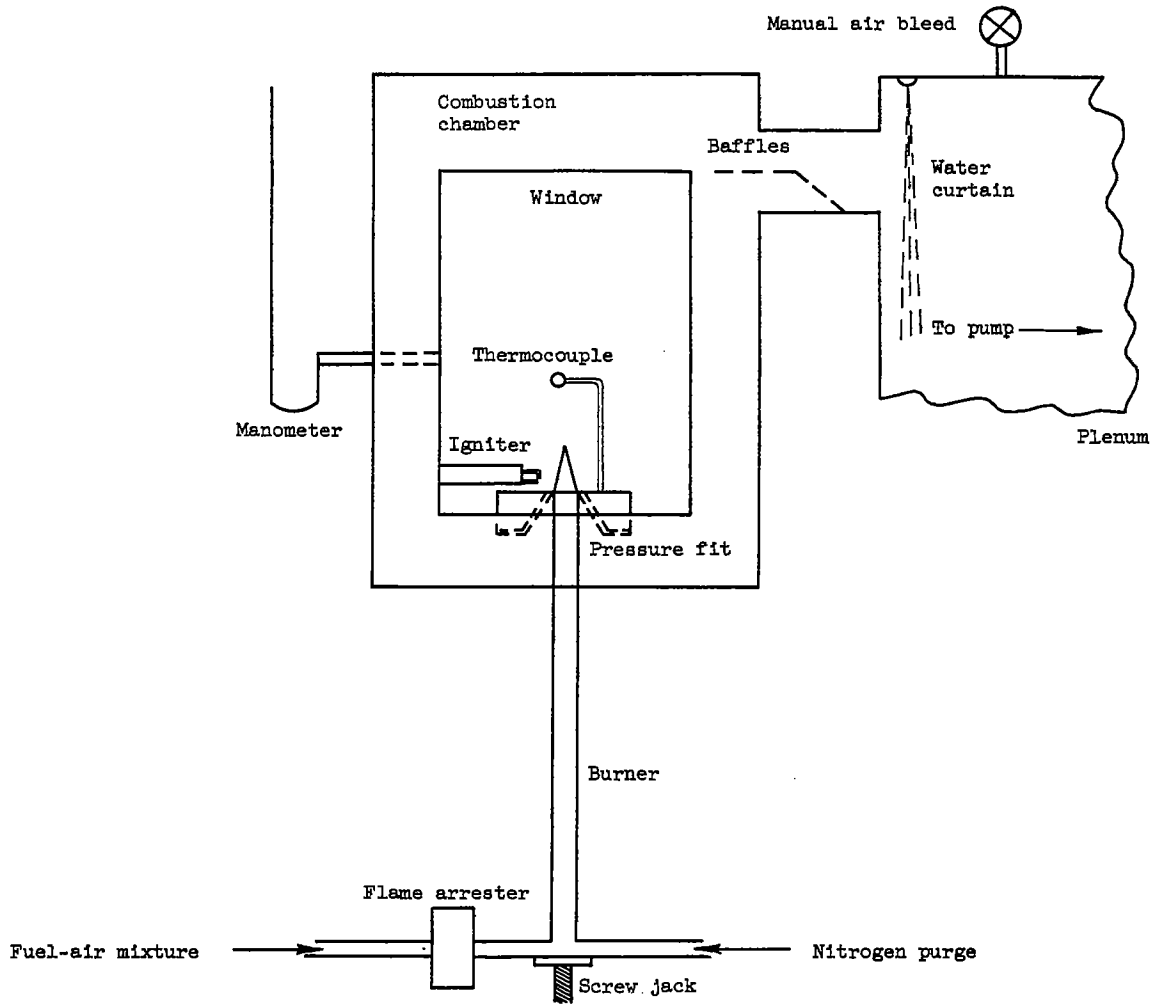 Manual air bleed
Combustion
chamber
Baffles
Water
curtain
Window
To pump
Thermocouple
Manometer
Plenum
Igniter
Pressure fit
Burner
Flame arrester
Fuel-air mixture
Nitrogen purge
Screw jack